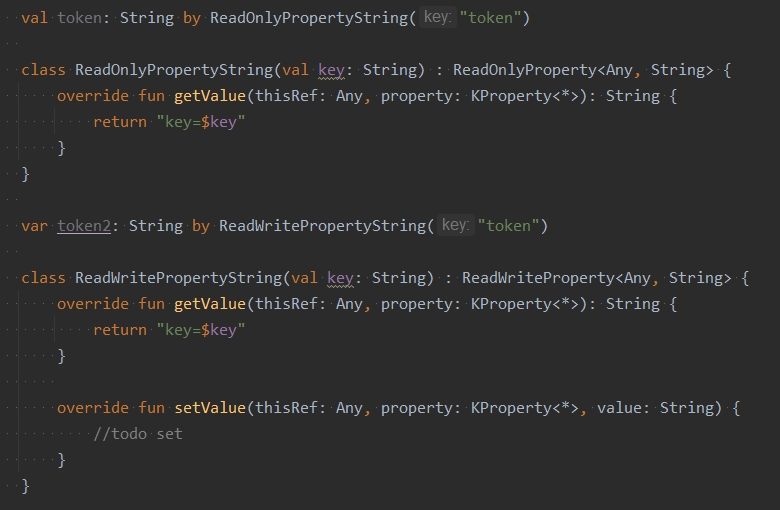 val token: String by ReadOnlyPropertyString( key: "token")
class ReadOnlyPropertyString(val key: String) : ReadOnlyProperty<Any, String> {
override fun getValue(thisRef: Any, property: KProperty<*>): String {
return "key=$key"
}
}
var token2: String by ReadWritePropertyString( key: "token")
class ReadWritePropertyString(val key: String) : ReadWriteProperty<Any, String> {
override fun getValue(thisRef: Any, property: KProperty<*>): String {
return "key=$key"
}
override fun setValue(thisRef: Any, property: KProperty<*>, value: String) {
//todo set
}
}